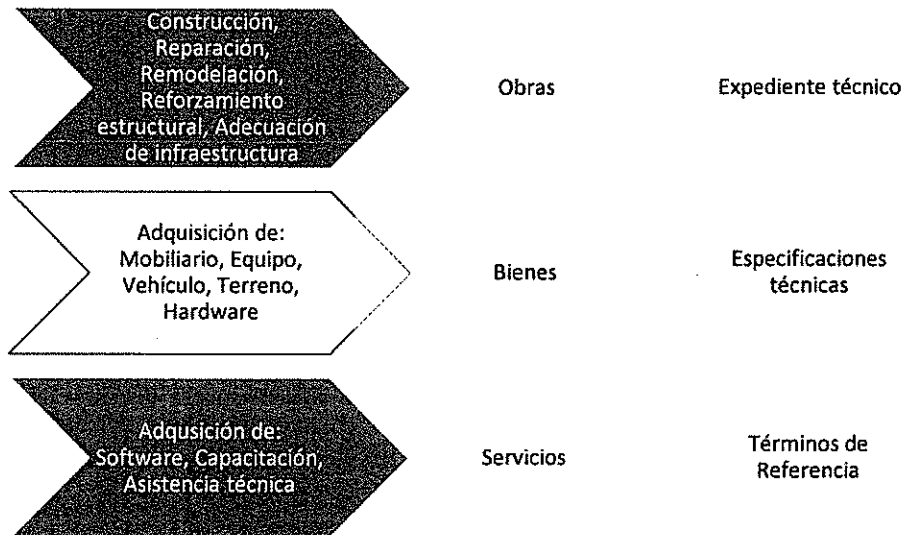 Construcción,
Reparación,
Remodelación,
Reforzamiento
estructural, Adecuación
de infraestructura
Obras
Expediente técnico
Adquisición de:
Mobiliario, Equipo,
Vehículo, Terreno,
Hardware
Bienes
Especificaciones
técnicas
Adqusición de:
Software, Capacitación,
Asistencia técnica
Servicios
Términos de
Referencia